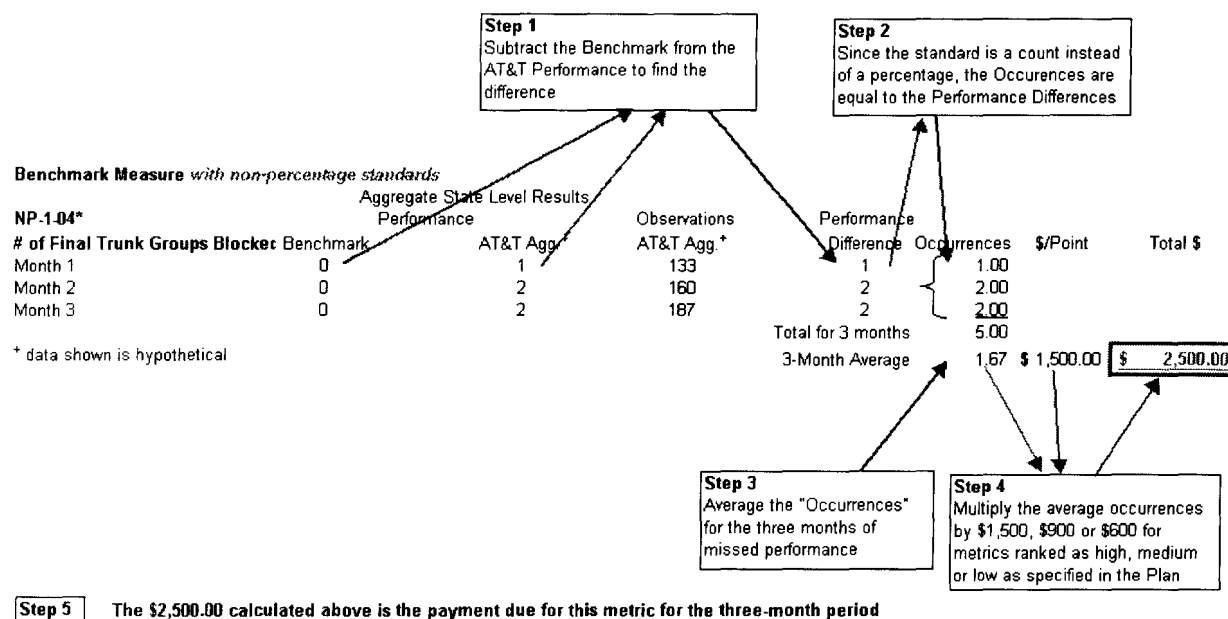 Step 1
Subtract the Benchmark from the
AT&T Performance to find the
difference
Step 2
Since the standard is a count instead
of a percentage, the Occurences are
equal to the Performance Differences
Benchmark Measure with non-percentage standards
Aggregate State Level Results
NP-1-04* Performance Observations Performance
# of Final Trunk Groups Blocker Benchmark AT&T Agg.+ AT&T Agg.+ Difference Occurrences $/Point Total $
Month 1 0 1 133 1 1.00
Month 2 0 2 160 2 2.00
Month 3 0 2 187 2 2.00
Total for 3 months 5.00
+ data shown is hypothetical
3-Month Average 1.67 $ 1,500.00 $ 2,500.00
Step 3
Average the "Occurrences"
for the three months of
missed performance
Step 4
Multiply the average occurrences
by $1,500, $900 or $600 for
metrics ranked as high, medium
or low as specified in the Plan
Step 5 The $2,500.00 calculated above is the payment due for this metric for the three-month period